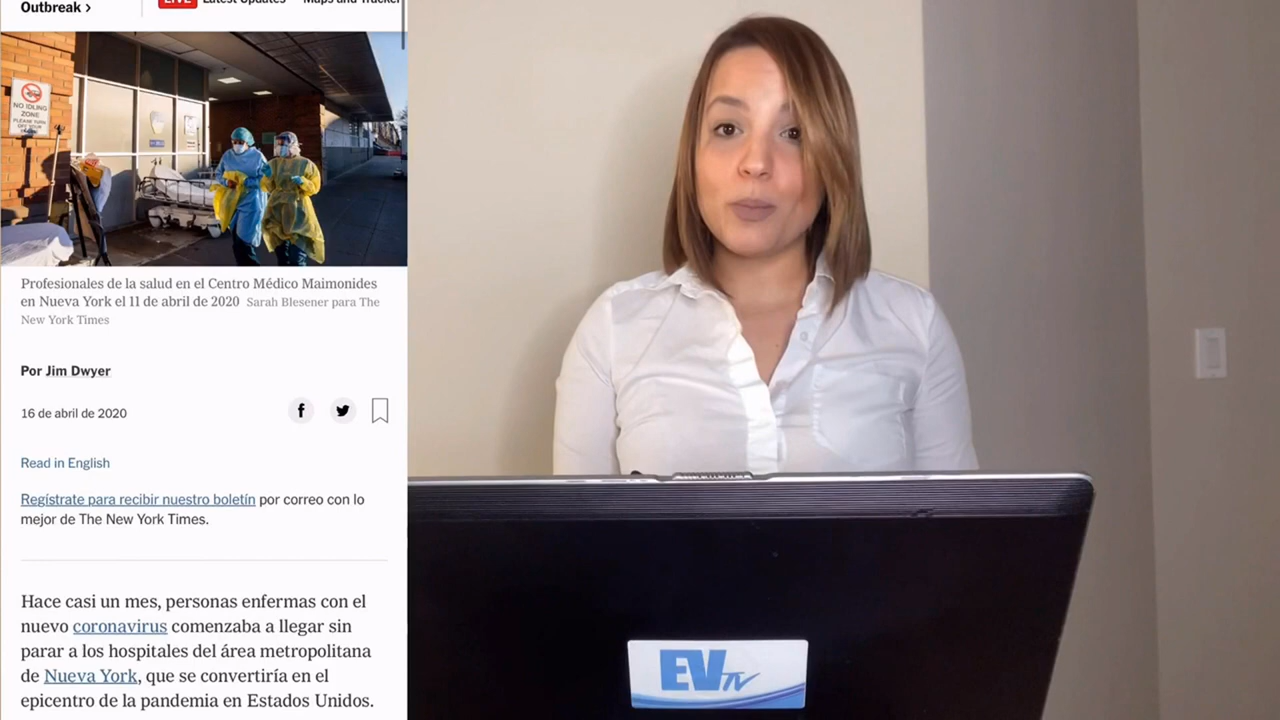 Outbreak >
LIVE Latest Updates Maps and Tracker
NO IDLING
ZONE
Profesionales de la salud en el Centro Médico Maimonides
en Nueva York el 11 de abril de 2020 Sarah Blesener para The
New York Times
Por Jim Dwyer
16 de abril de 2020
Read in English
Regístrate para recibir nuestro boletín por correo con lo
mejor de The New York Times.
Hace casi un mes, personas enfermas con el
nuevo coronavirus comenzaba a llegar sin
parar a los hospitales del área metropolitana
de Nueva York, que se convertiría en el
epicentro de la pandemia en Estados Unidos.
EVTV